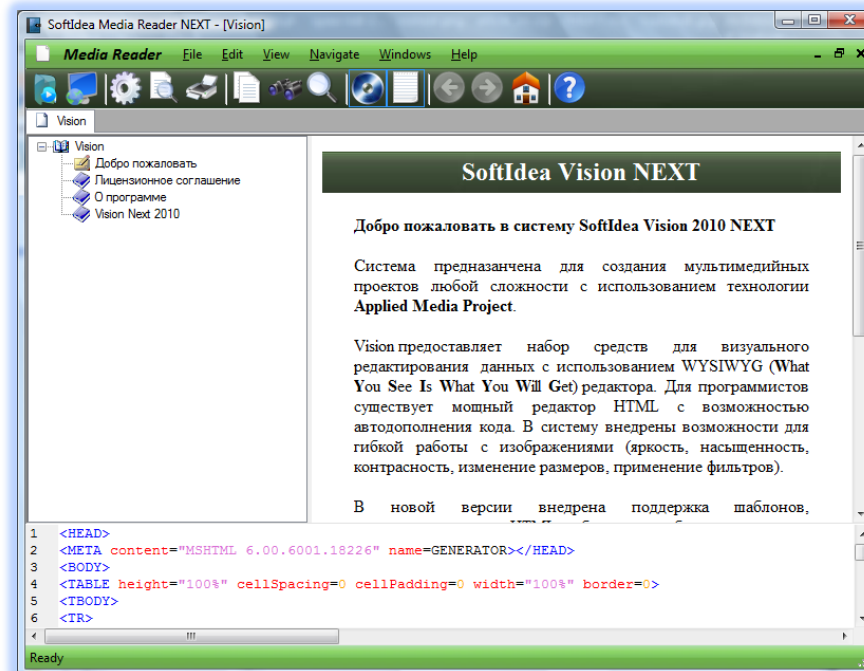 SoftIdea Media Reader NEXT - [Vision]
Media Reader File Edit View Navigate Windows Help
Vision
Vision
Добро пожаловать
Лицензионное соглашение
О программе
Vision Next 2010
SoftIdea Vision NEXT
Добро пожаловать в систему SoftIdea Vision 2010 NEXT
Система предназанчена для создания мультимедийных
проектов любой сложности с использованием технологии
Applied Media Project.
Vision предоставляет набор средств для визуального
редактирования данных с использованием WYSIWYG (What
You See Is What You Will Get) редактора. Для программистов
существует мощный редактор HTML с возможностью
автодополнения кода. В систему внедрены возможности для
гибкой работы с изображениями (яркость, насыщенность,
контрасность, изменение размеров, применение фильтров).
В новой версии внедрена поддержка шаблонов,
1 <HEAD>
2 <META content="MSHTML 6.00.6001.18226" name=GENERATOR></HEAD>
3 <BODY>
4 <TABLE height="100%" cellSpacing=0 cellPadding=0 width="100%" border=0>
5 <TBODY>
6 <TR>
Ready